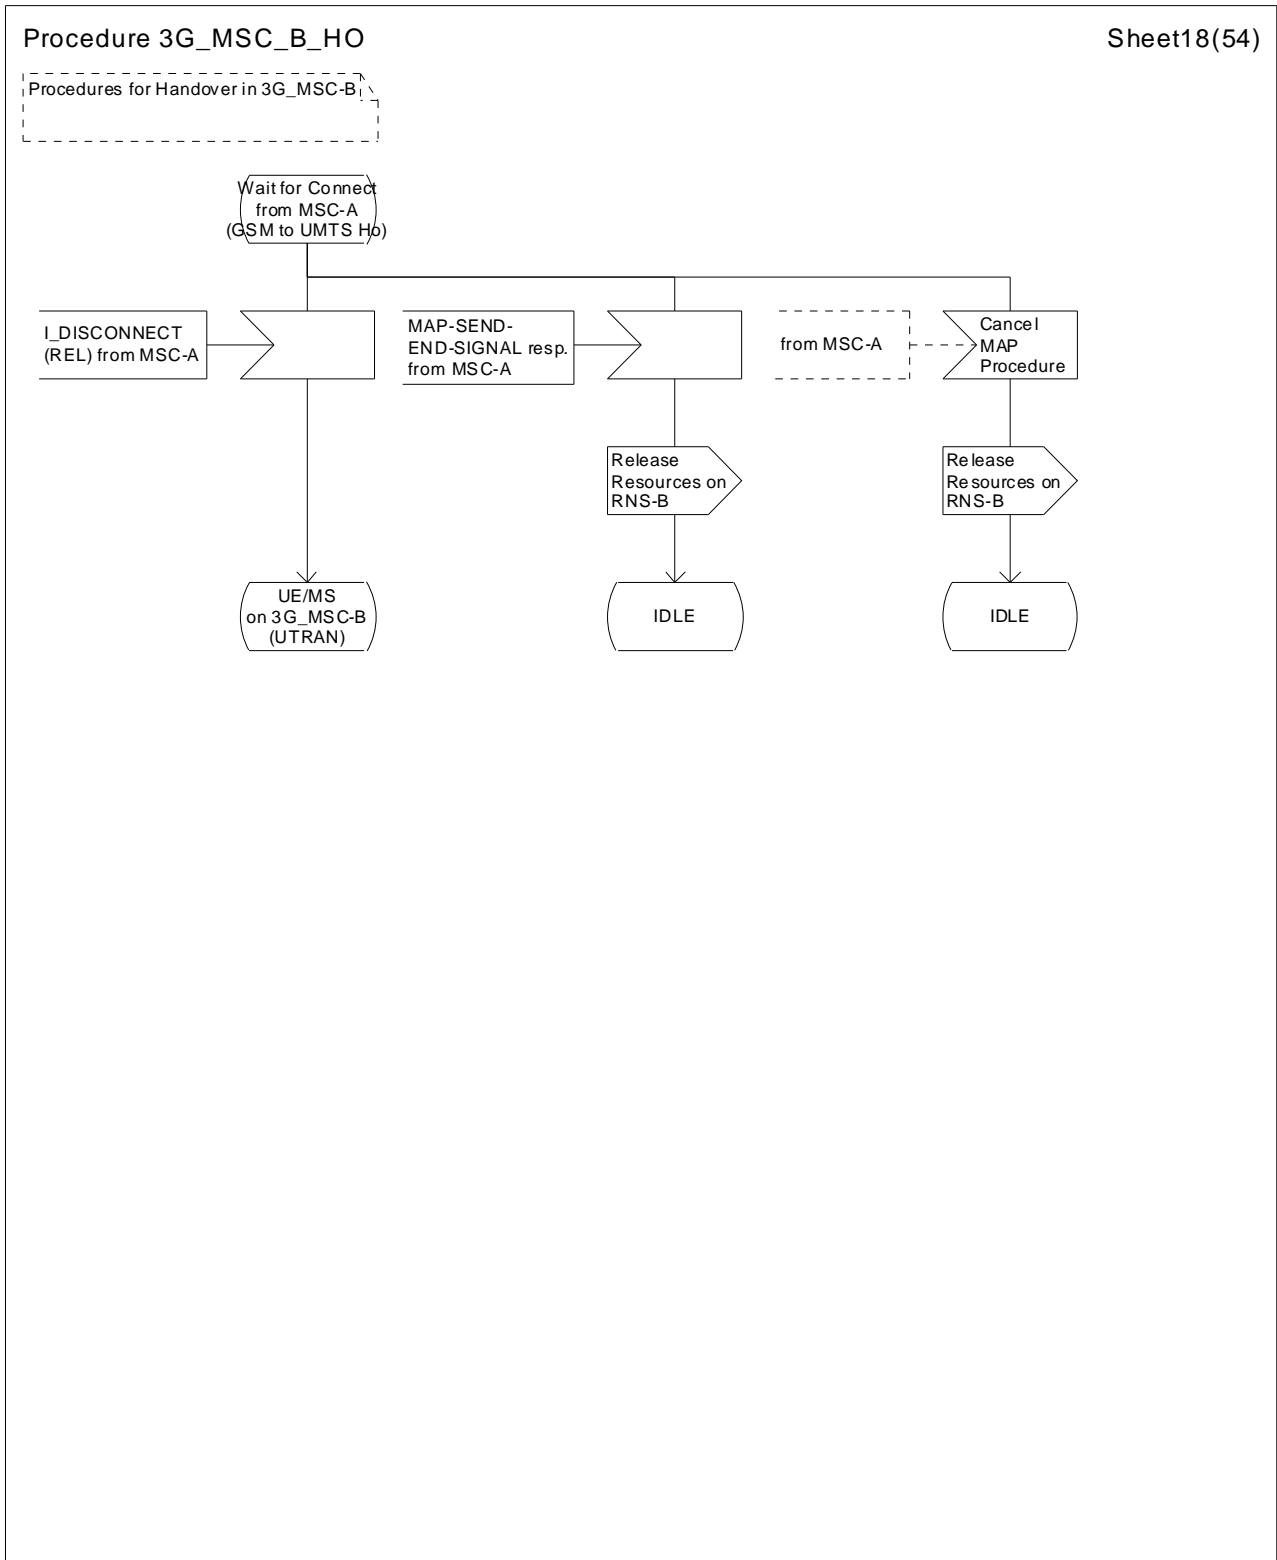 Procedure 3G_MSC_B_HO
Sheet18(54)
Procedures for Handover in 3G_MSC-B
Wait for Connect
from MSC-A
(GSM to UMTS Ho)
I_DISCONNECT
(REL) from MSC-A
MAP-SEND-
END-SIGNAL resp.
from MSC-A
from MSC-A
Cancel
MAP
Procedure
Release
Resources on
RNS-B
Release
Resources on
RNS-B
UE/MS
on 3G_MSC-B
(UTRAN)
IDLE
IDLE